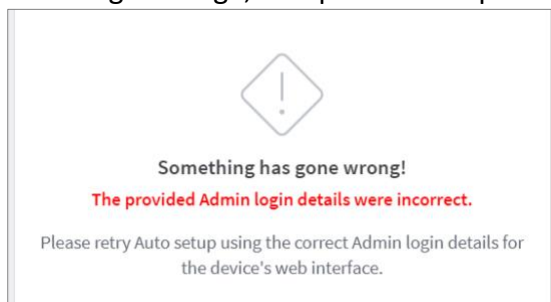 Something has gone wrong!
The provided Admin login details were incorrect.
Please retry Auto setup using the correct Admin login details for
the device's web interface.